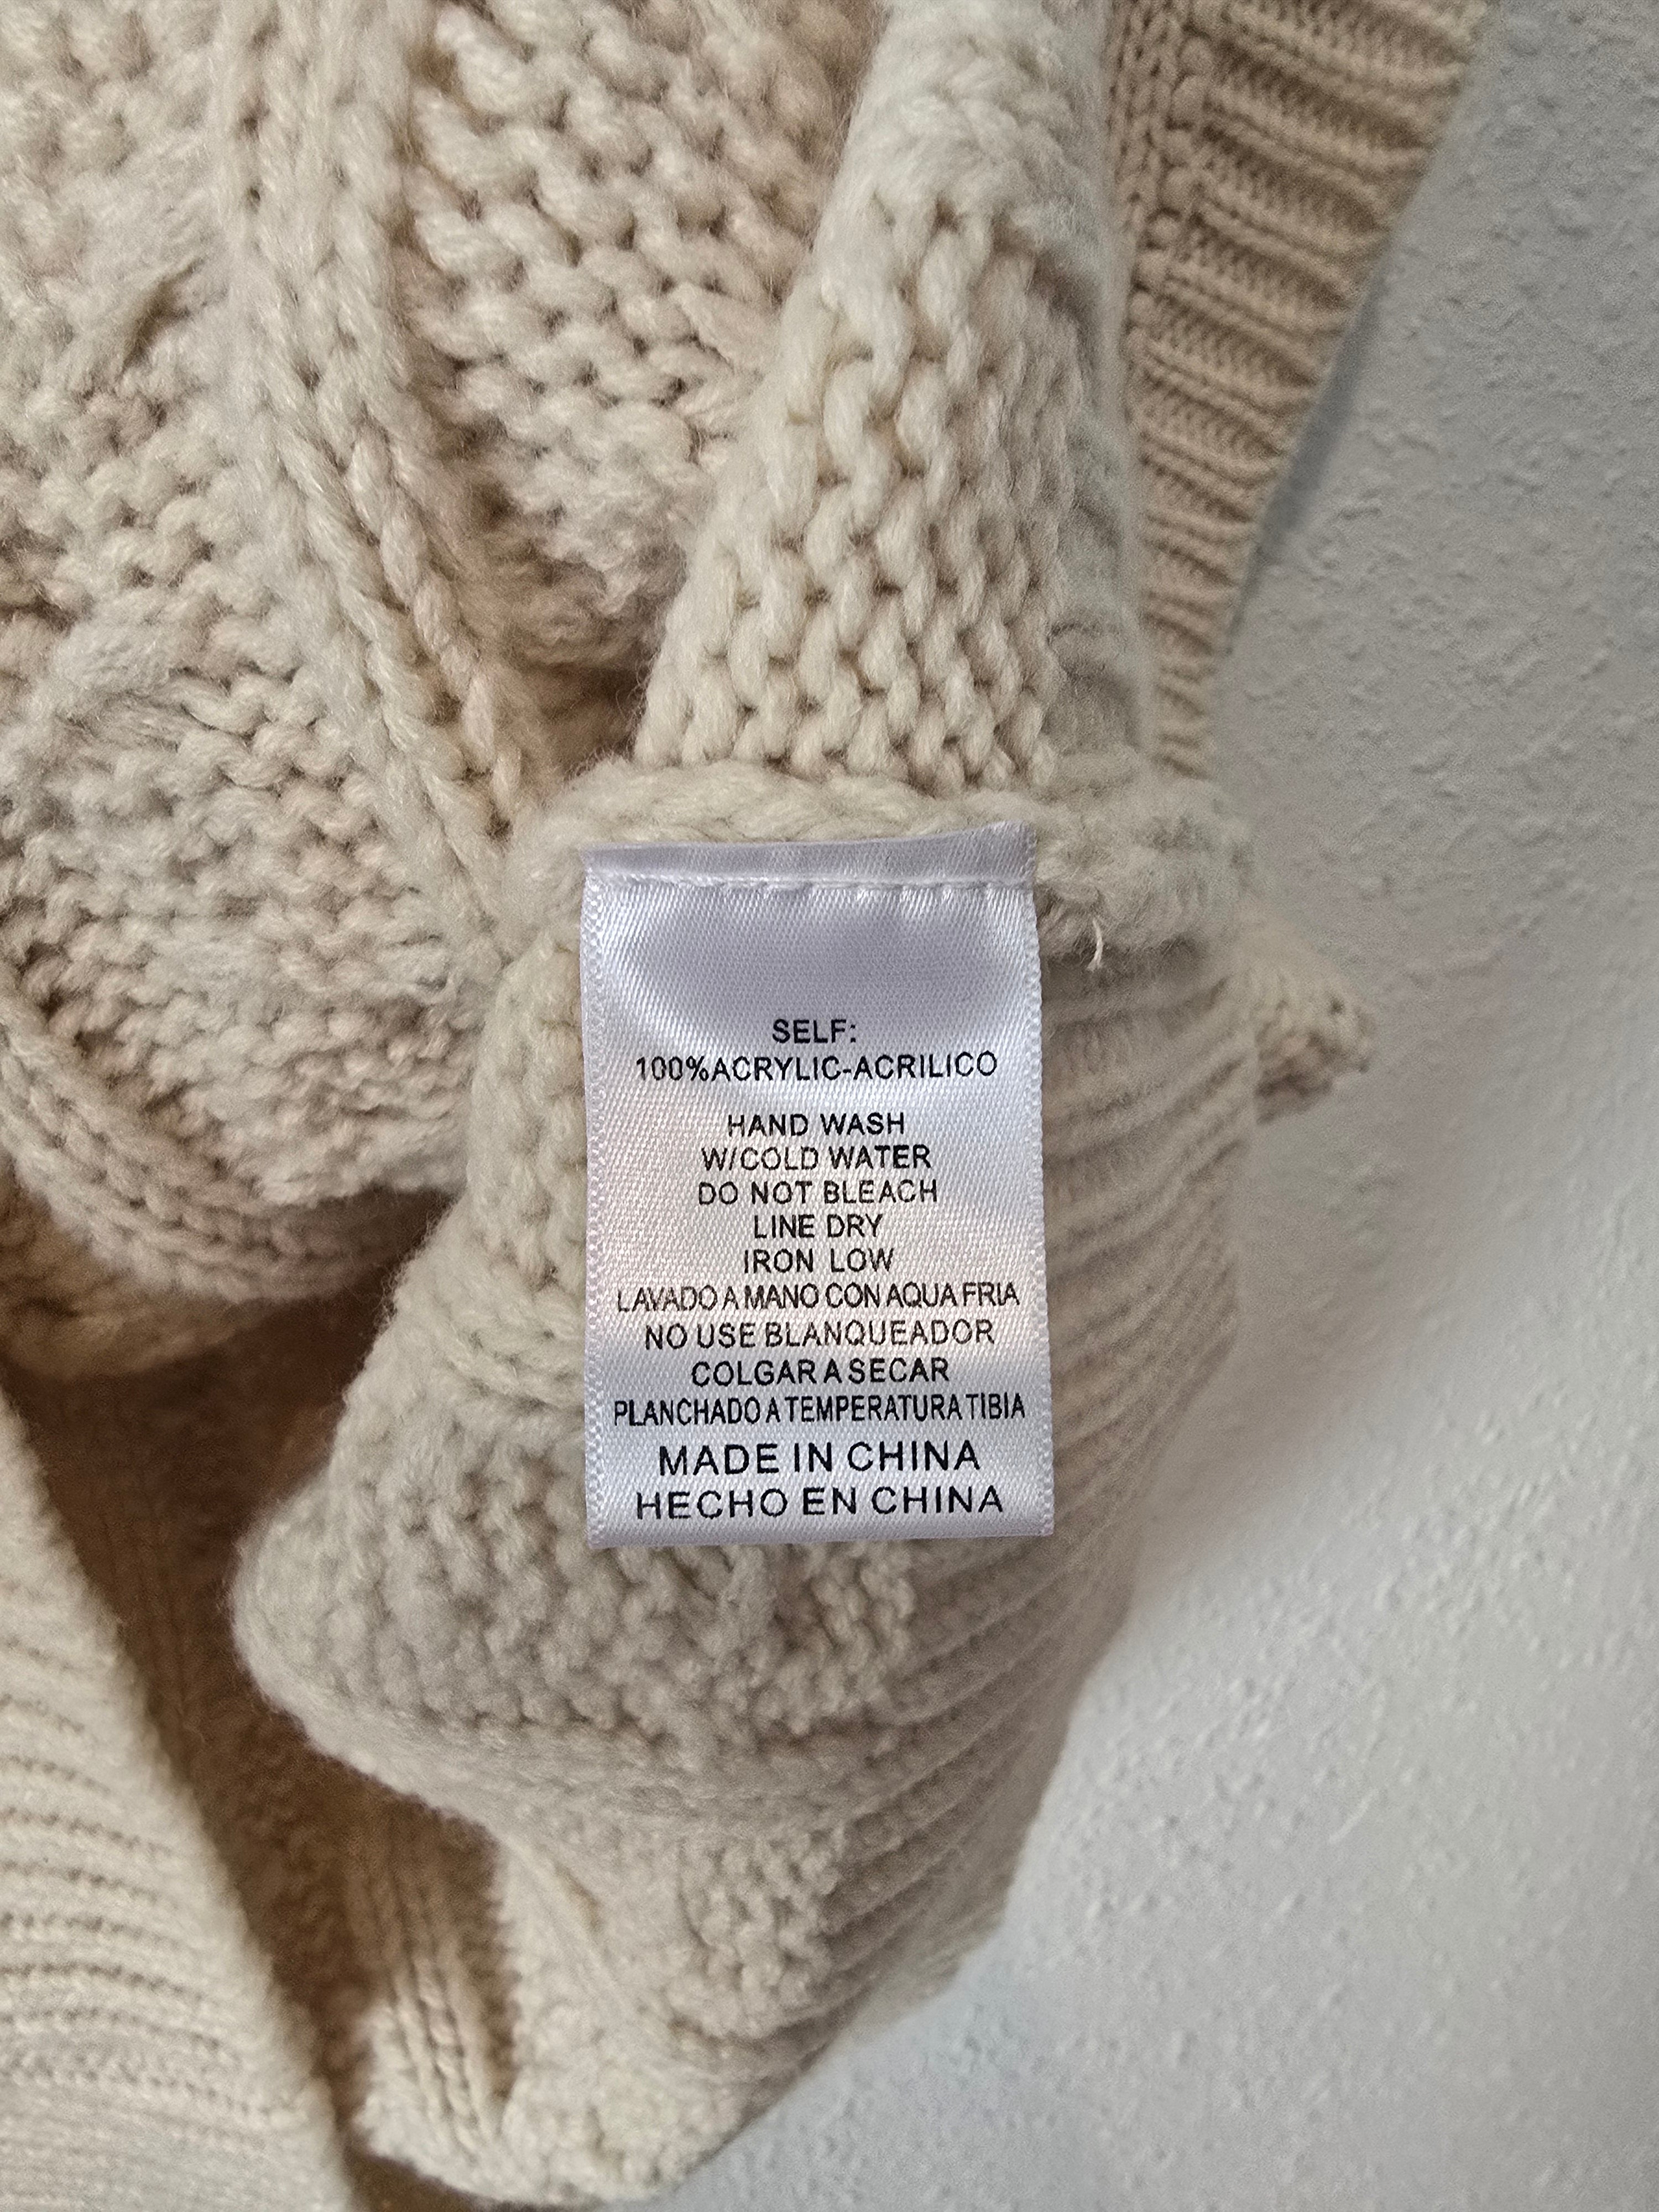 SELF:
100%ACRYLIC-ACRILICO
HAND WASH
W/COLD WATER
DO NOT BLEACH
LINE DRY
IRON LOW
LAVADO A MANO CON AQUA FRIA
NO USE BLANQUEADOR
COLGAR A SECAR
PLANCHADO A TEMPERATURA TIBIA
MADE IN CHINA
HECHO EN CHINA